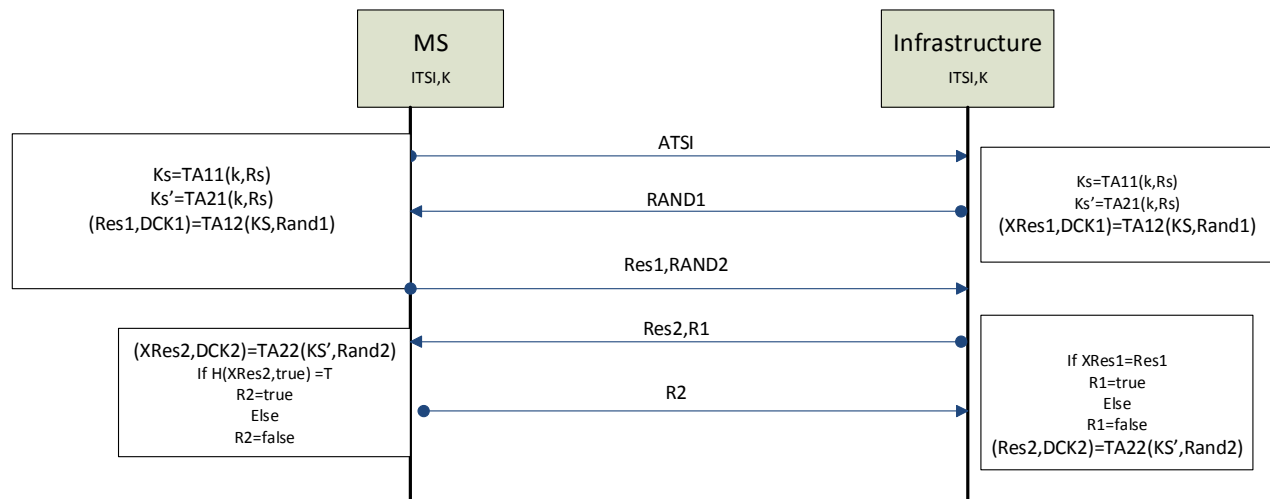 MS
ITSI,K
Infrastructure
ITSI,K
ATSI
Ks=TA11(k,Rs)
Ks’=TA21(k,Rs)
(Res1,DCK1)=TA12(KS,Rand1)
RAND1
Ks=TA11(k,Rs)
Ks’=TA21(k,Rs)
(XRes1,DCK1)=TA12(KS,Rand1)
Res1,RAND2
Res2,R1
(XRes2,DCK2)=TA22(KS’,Rand2)
If H(XRes2,true) =T
R2=true
Else
R2=false
R2
If XRes1=Res1
R1=true
Else
R1=false
(Res2,DCK2)=TA22(KS’,Rand2)